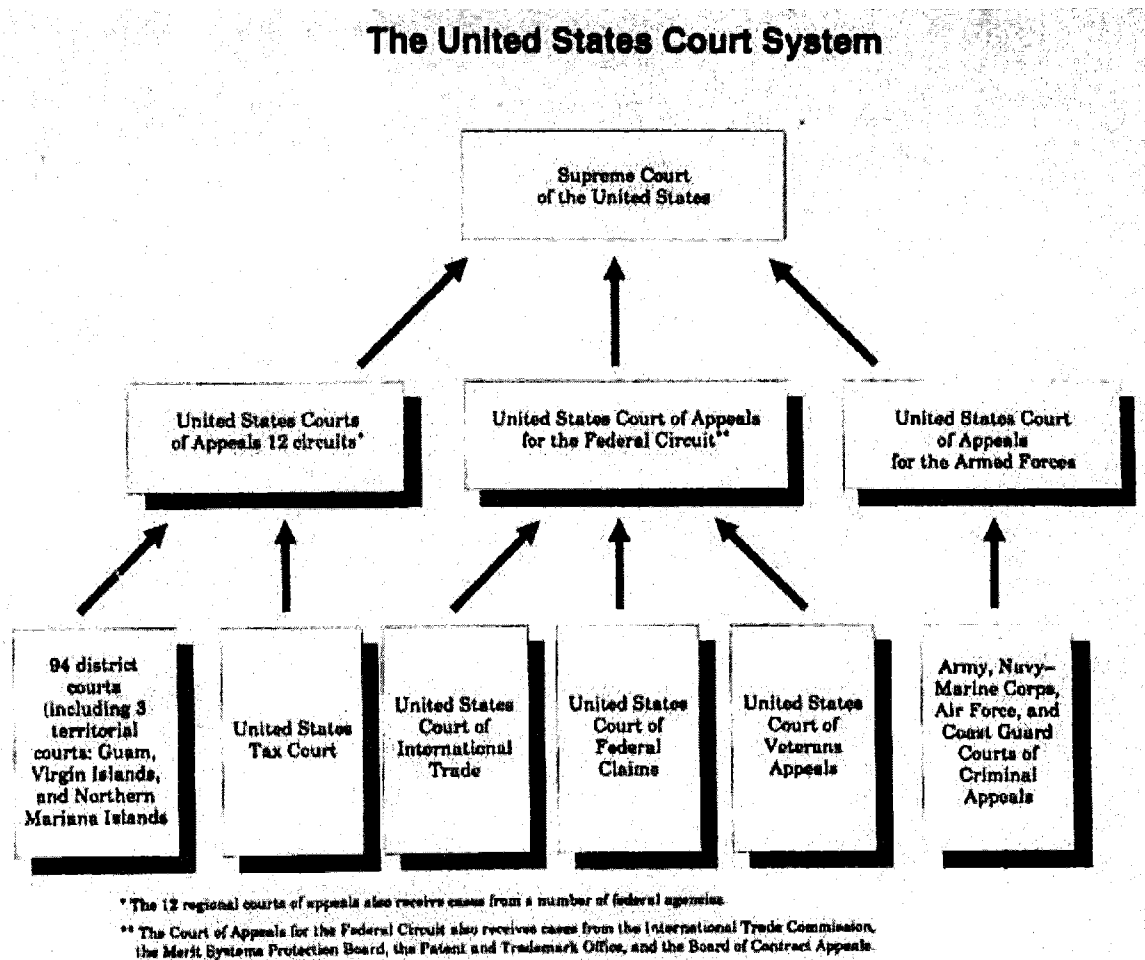 The United States Court System
Supreme Court
of the United States
United States Courts
of Appeals 12 circuits*
United States Court of Appeals
for the Federal Circuit**
United States Court
of Appeals
for the Armed Forces
94 district
courts
(including 3
territorial
courts: Guam,
Virgin Islands,
and Northern
Mariana Islands
United States
Tax Court
United States
Court of
International
Trade
United States
Court of
Federal
Claims
United States
Court of
Veterans
Appeals
Army, Navy–
Marine Corps,
Air Force, and
Coast Guard
Courts of
Criminal
Appeals
* The 12 regional courts of appeals also receive cases from a number of federal agencies.
** The Court of Appeals for the Federal Circuit also receives cases from the International Trade Commission,
the Merit Systems Protection Board, the Patent and Trademark Office, and the Board of Contract Appeals.